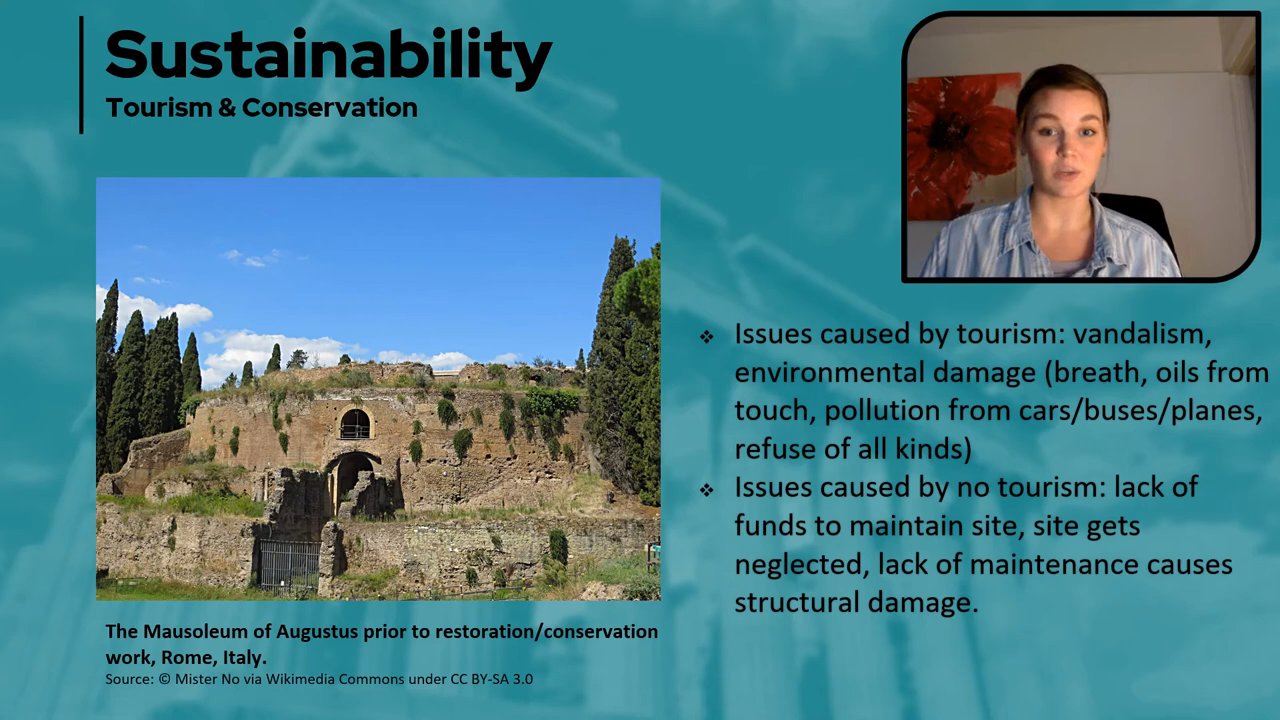 Sustainability
Tourism & Conservation
❖ Issues caused by tourism: vandalism,
environmental damage (breath, oils from
touch, pollution from cars/buses/planes,
refuse of all kinds)
❖ Issues caused by no tourism: lack of
funds to maintain site, site gets
neglected, lack of maintenance causes
structural damage.
The Mausoleum of Augustus prior to restoration/conservation
work, Rome, Italy.
Source: © Mister No via Wikimedia Commons under CC BY-SA 3.0